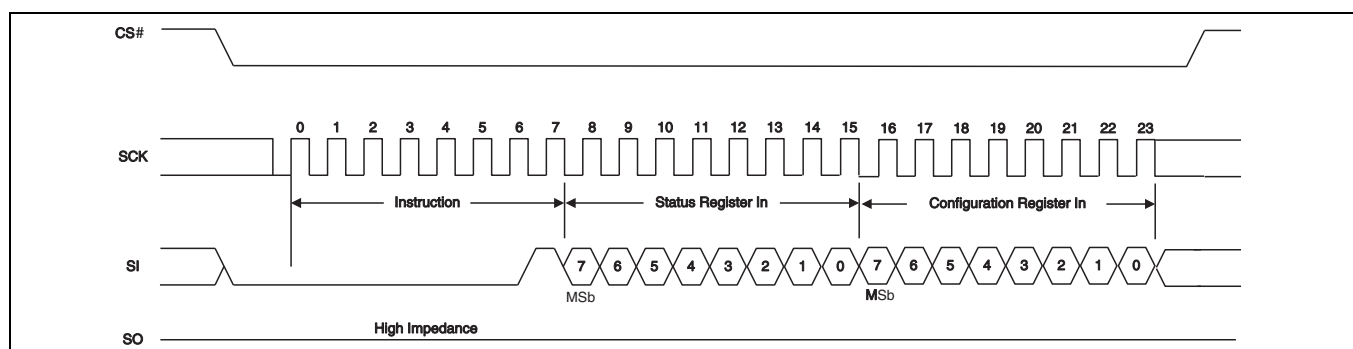 CS#
0 1 2 3 4 5 6 7 8 9 10 11 12 13 14 15 16 17 18 19 20 21 22 23
SCK
Instruction Status Register In Configuration Register In
SI 7 6 5 4 3 2 1 0 7 6 5 4 3 2 1 0
MSb MSb
High Impedance
SO